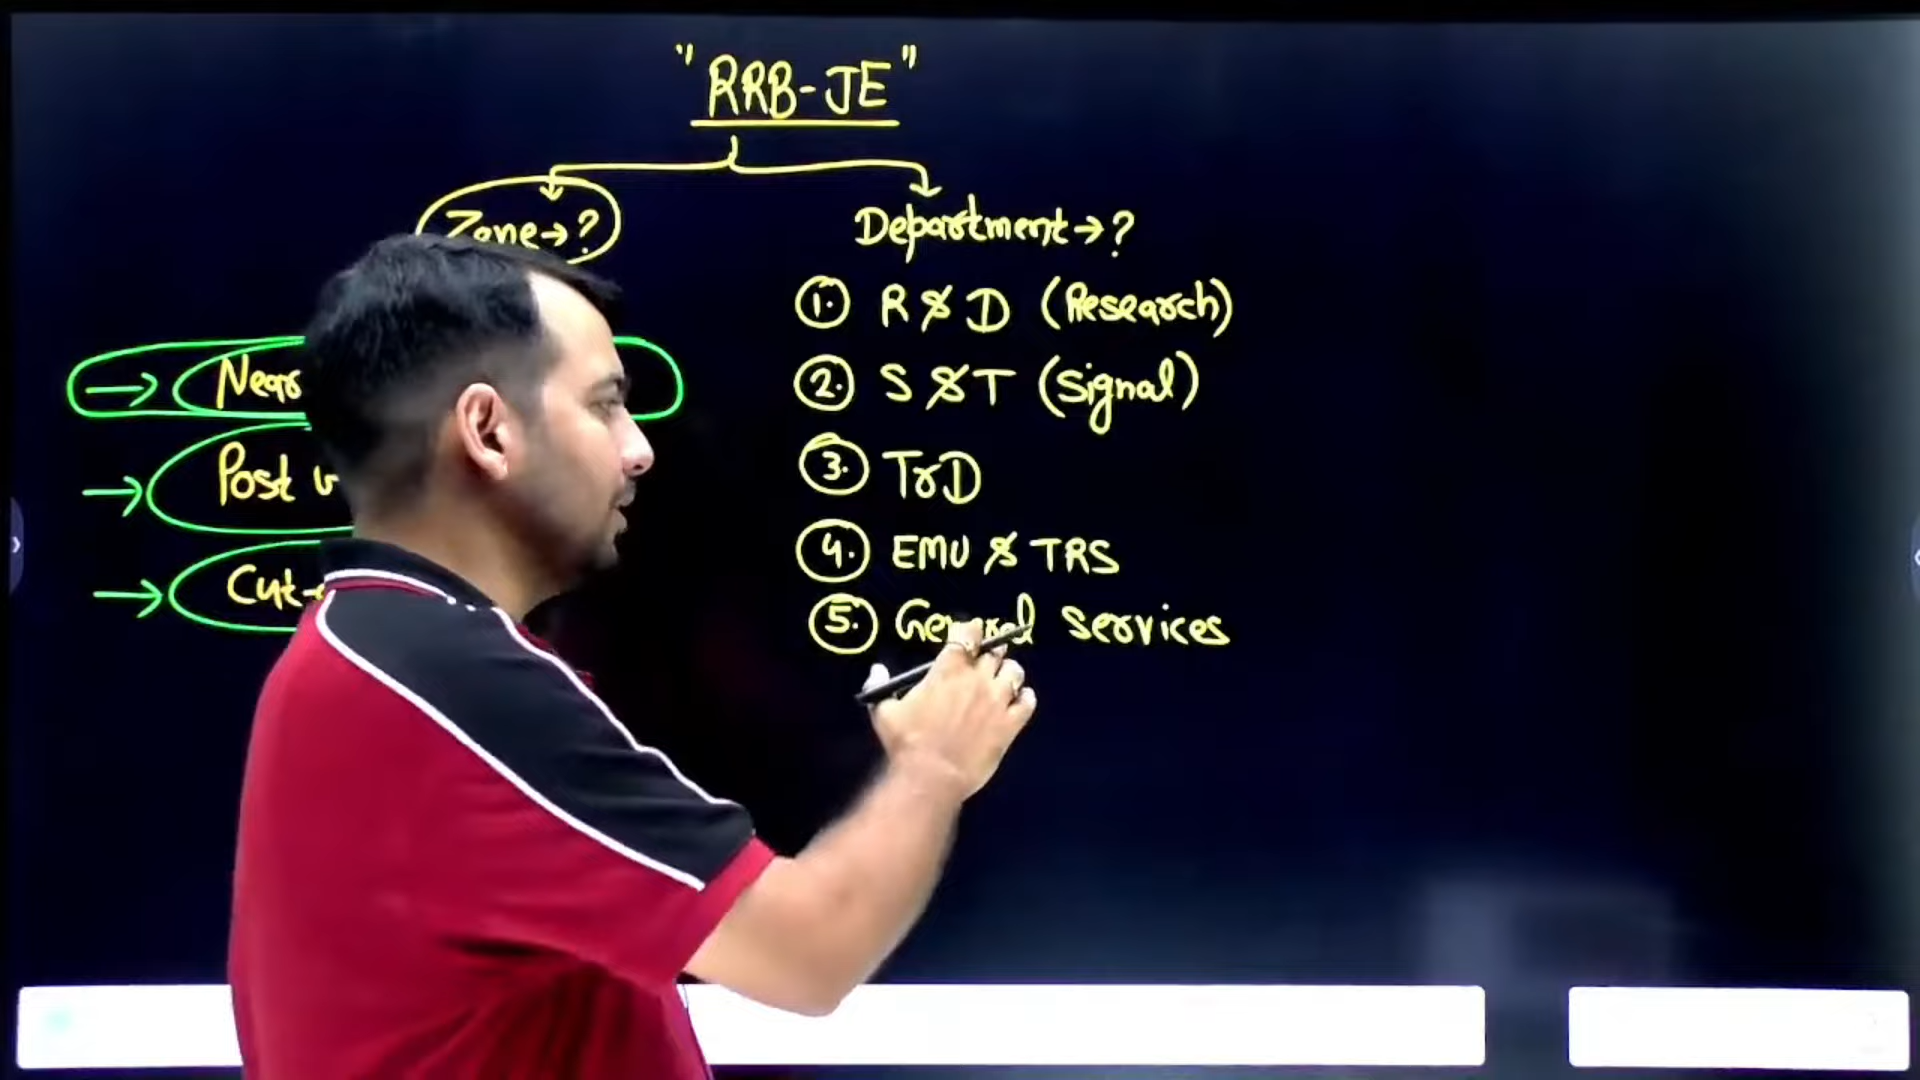 "RRB-JE"
Zone→?
→ Near
→ Post
→ Cut-
Department→?
1. R & D (Research)
2. S & T (Signal)
3. TrD
4. EMU & TRS
5. General Services